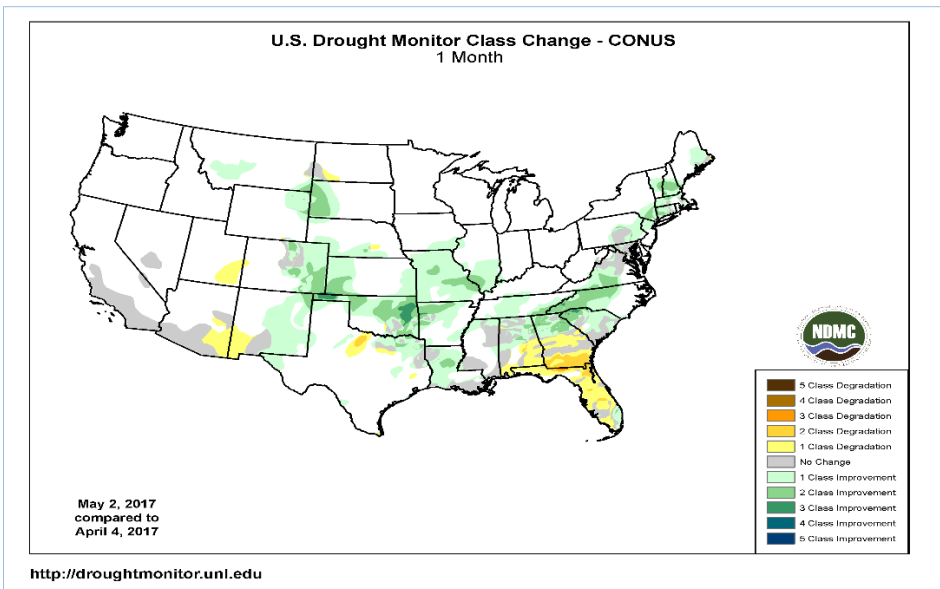 U.S. Drought Monitor Class Change - CONUS
1 Month
NDMC
5 Class Degradation
4 Class Degradation
3 Class Degradation
2 Class Degradation
1 Class Degradation
No Change
1 Class Improvement
2 Class Improvement
3 Class Improvement
4 Class Improvement
5 Class Improvement
May 2, 2017
compared to
April 4, 2017
http://droughtmonitor.unl.edu